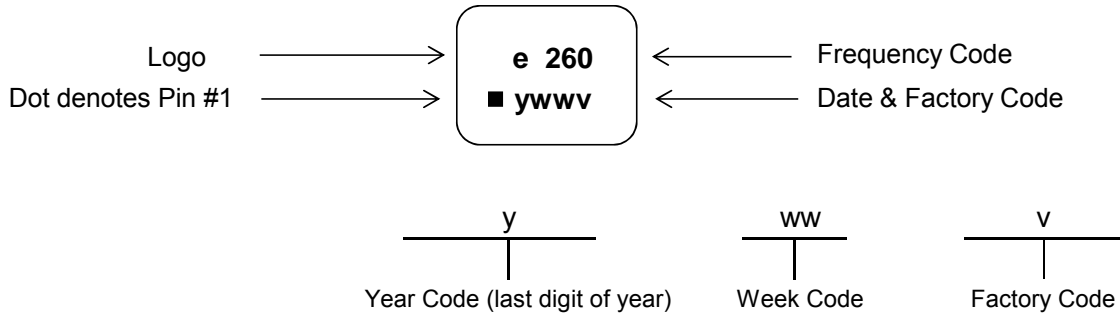 Logo
e 260
Frequency Code
Dot denotes Pin #1
■ ywwv
Date & Factory Code
y
ww
v
Year Code (last digit of year)
Week Code
Factory Code